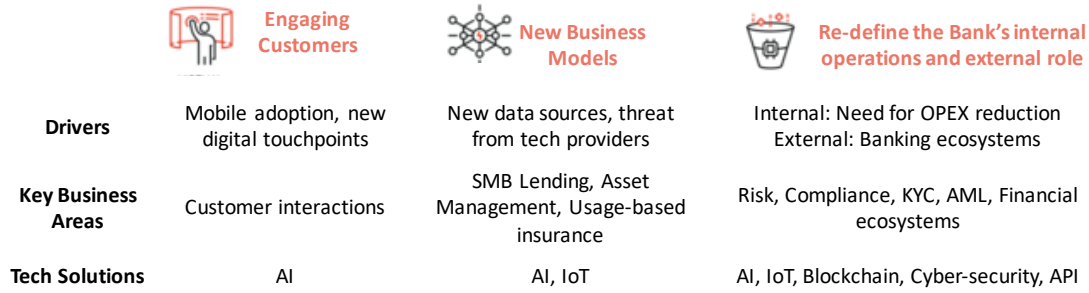 Engaging
Customers
New Business
Models
Re-define the Bank's internal
operations and external role
Drivers
Mobile adoption, new
digital touchpoints
New data sources, threat
from tech providers
Internal: Need for OPEX reduction
External: Banking ecosystems
Key Business
Areas
Customer interactions
SMB Lending, Asset
Management, Usage-based
insurance
Risk, Compliance, KYC, AML, Financial
ecosystems
Tech Solutions
AI
AI, IoT
AI, IoT, Blockchain, Cyber-security, API